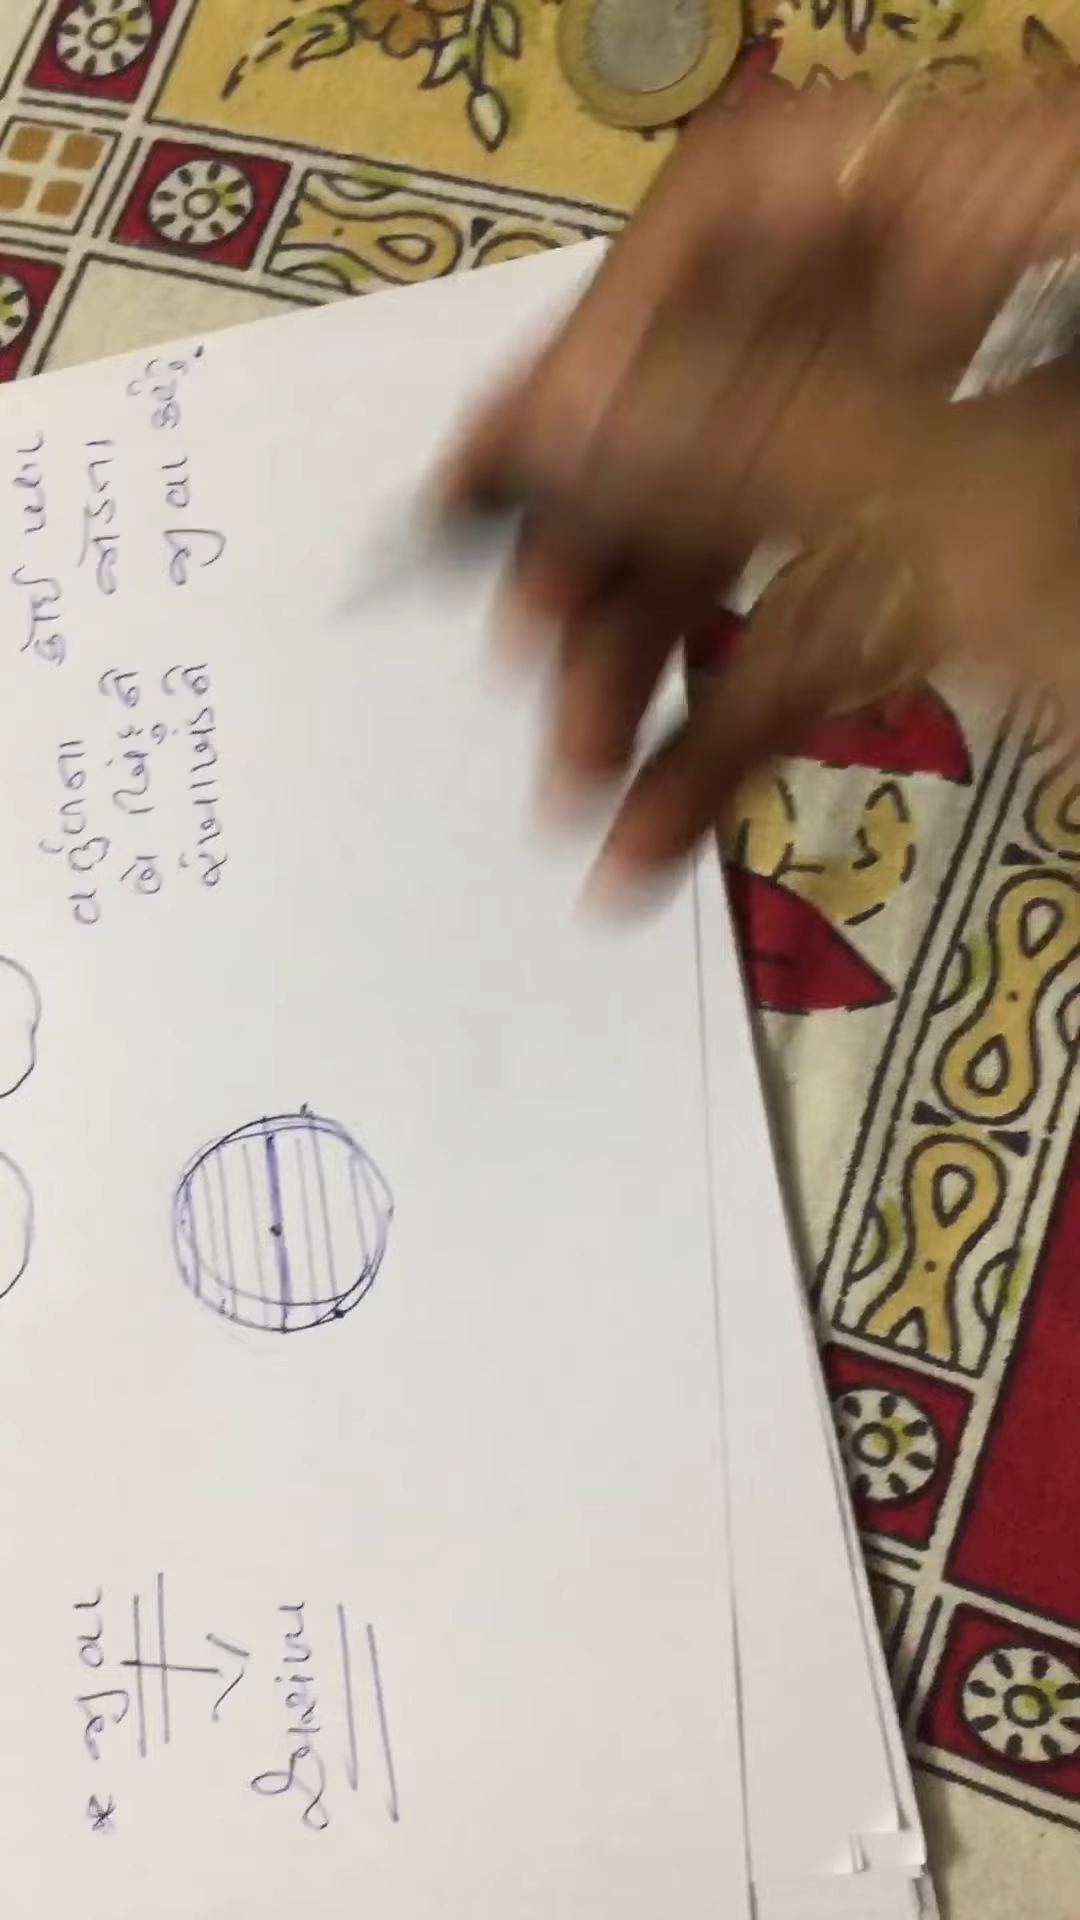 * જીવા
વ્યાસ
વર્તુળના કોઈ પણ
બે બિંદુને જોડતા
રેખાખંડને જીવા કહે છે.